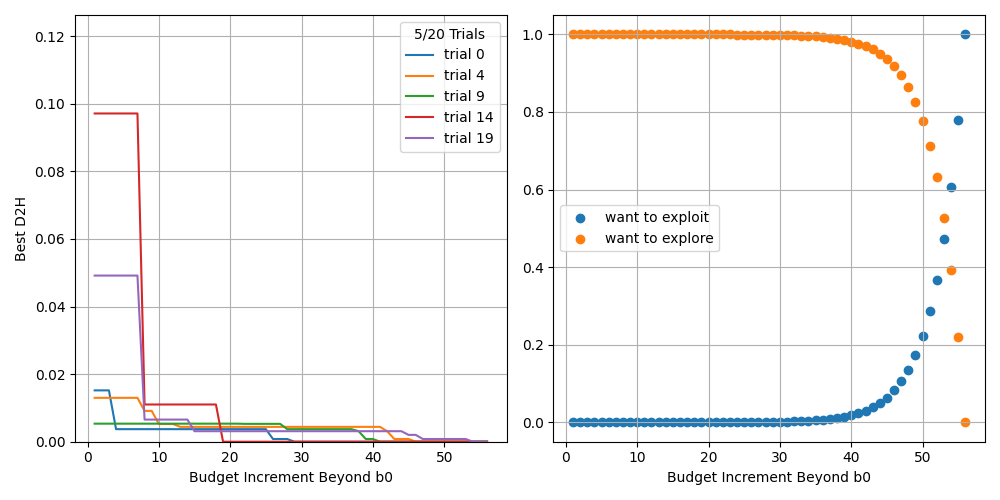 0.12
0.10
0.08
0.06
0.04
0.02
0.00
Best D2H
5/20 Trials
trial 0
trial 4
trial 9
trial 14
trial 19
0 10 20 30 40 50
Budget Increment Beyond b0
1.0
0.8
0.6
0.4
0.2
0.0
want to exploit
want to explore
0 10 20 30 40 50
Budget Increment Beyond b0